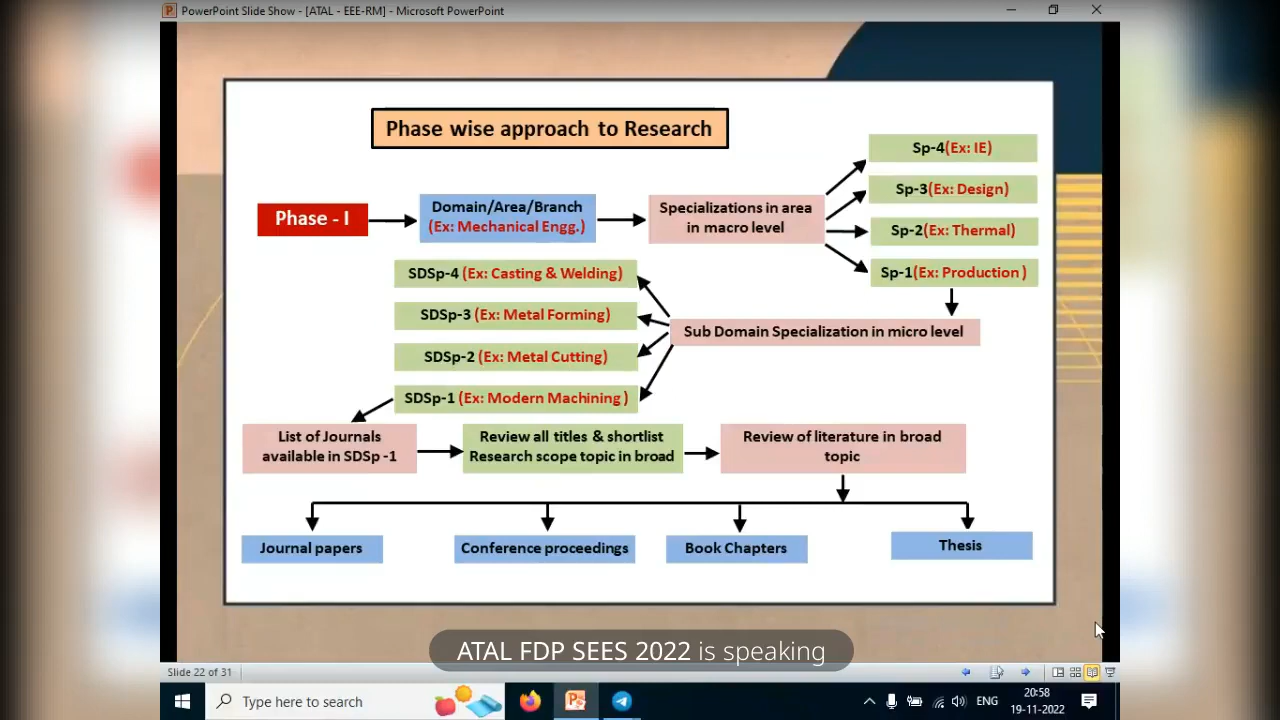 PowerPoint Slide Show - [ATAL - EEE-RM] - Microsoft PowerPoint
Phase wise approach to Research
Phase - I
Domain/Area/Branch
(Ex: Mechanical Engg.)
Specializations in area
in macro level
Sp-4(Ex: IE)
Sp-3(Ex: Design)
Sp-2(Ex: Thermal)
Sp-1(Ex: Production )
Sub Domain Specialization in micro level
SDSp-4 (Ex: Casting & Welding)
SDSp-3 (Ex: Metal Forming)
SDSp-2 (Ex: Metal Cutting)
SDSp-1 (Ex: Modern Machining )
List of Journals
available in SDSp -1
Review all titles & shortlist
Research scope topic in broad
Review of literature in broad
topic
Journal papers
Conference proceedings
Book Chapters
Thesis
ATAL FDP SEES 2022 is speaking
Slide 22 of 31
Type here to search
ENG
20:58
19-11-2022